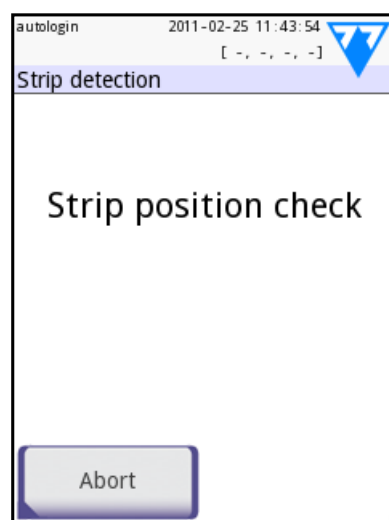 autologin 2011-02-25 11:43:54
[ -, -, -, -]
Strip detection
Strip position check
Abort